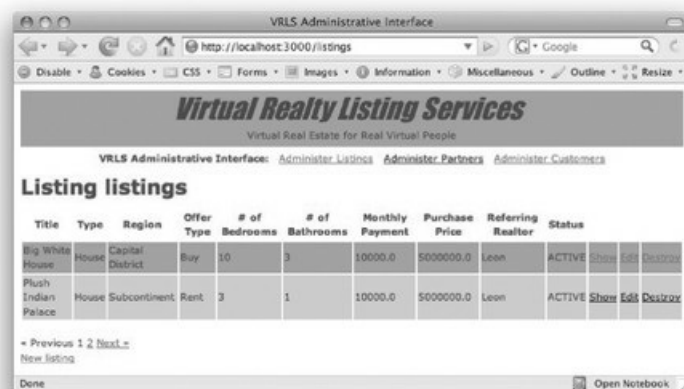 VRLS Administrative Interface
http://localhost:3000/listings
Google
Disable Cookies CSS Forms Images Information Miscellaneous Outline Resize
Virtual Realty Listing Services
Virtual Real Estate for Real Virtual People
VRLS Administrative Interface: Administer Listings Administer Partners Administer Customers
Listing listings
Title Type Region Offer Type # of Bedrooms # of Bathrooms Monthly Payment Purchase Price Referring Realtor Status
Big White House House Capital District Buy 10 3 10000.0 5000000.0 Leon ACTIVE Show Edit Destroy
Plush Indian Palace House Subcontinent Rent 3 1 10000.0 5000000.0 Leon ACTIVE Show Edit Destroy
« Previous 1 2 Next »
New listing
Done Open Notebook